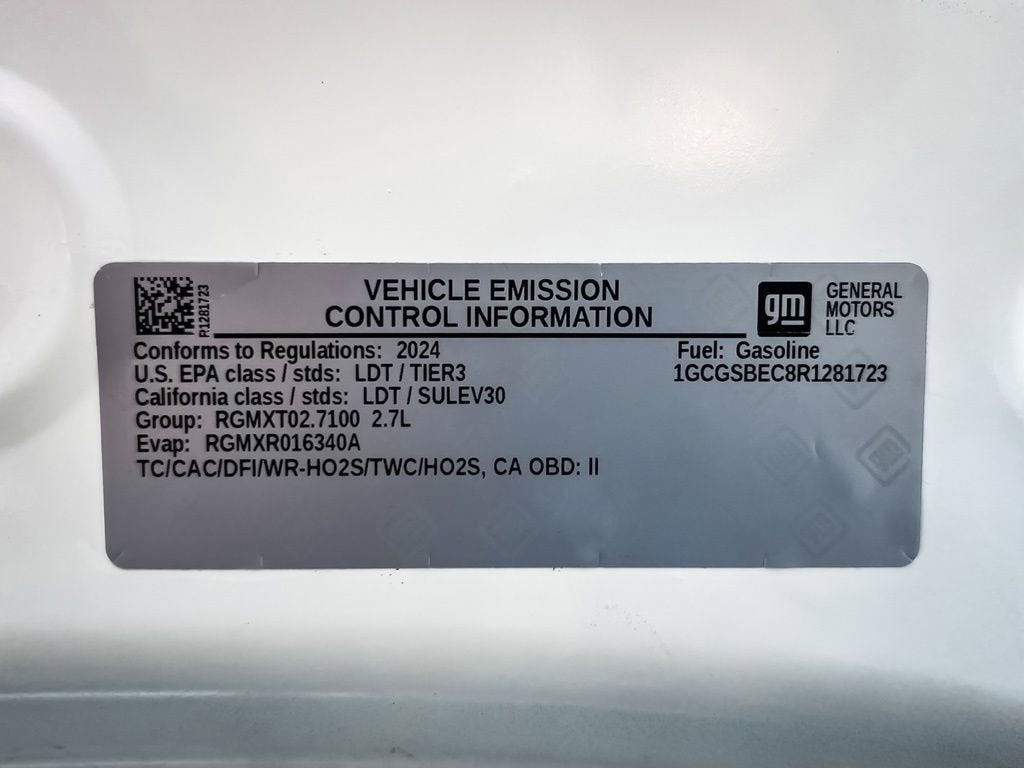 R1281723
VEHICLE EMISSION
CONTROL INFORMATION
gm
GENERAL
MOTORS
LLC
Conforms to Regulations: 2024
Fuel: Gasoline
U.S. EPA class / stds: LDT / TIER3
1GCGSBEC8R1281723
California class / stds: LDT / SULEV30
Group: RGMXT02.7100 2.7L
Evap: RGMXR016340A
TC/CAC/DFI/WR-HO2S/TWC/HO2S, CA OBD: II